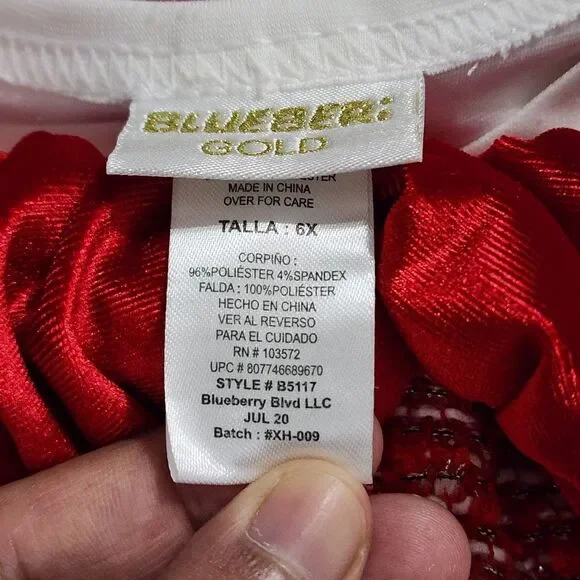 BLUEBER:
GOLD
MADE IN CHINA
OVER FOR CARE
TALLA : 6X
CORPIÑO :
96%POLIÉSTER 4%SPANDEX
FALDA : 100%POLIÉSTER
HECHO EN CHINA
VER AL REVERSO
PARA EL CUIDADO
RN # 103572
UPC # 807746689670
STYLE # B5117
Blueberry Blvd LLC
JUL 20
Batch : #XH-009